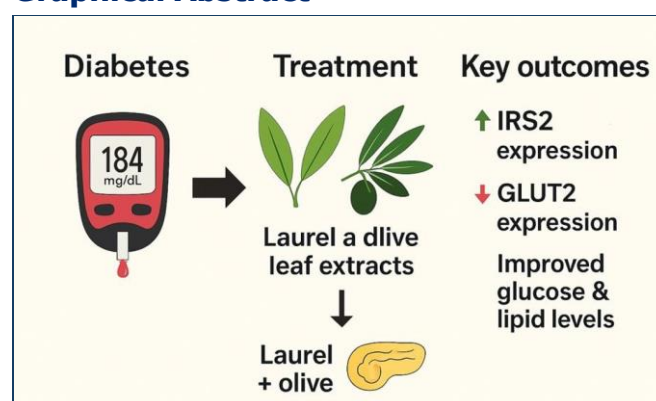 Graphical Abstract
Diabetes
184
mg/dL
Treatment
Laurel a dlive
leaf extracts
Laurel
+ olive
Key outcomes
↑ IRS2
expression
↓ GLUT2
expression
Improved
glucose &
lipid levels